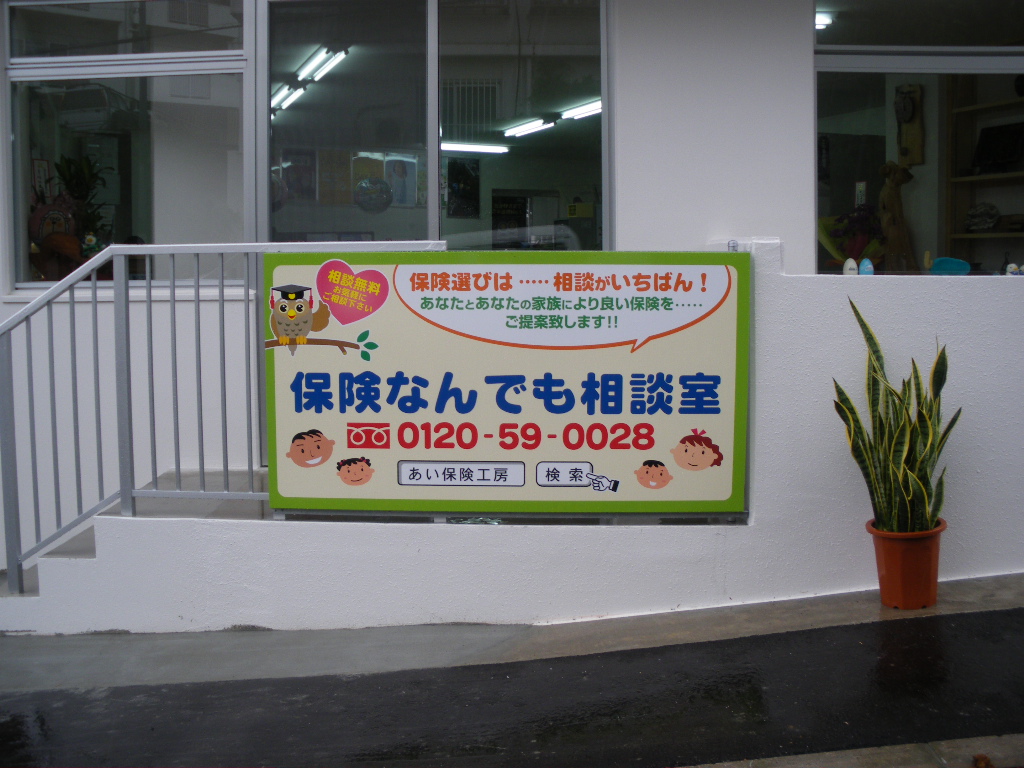 相談無料
お気軽に
ご相談下さい
保険選びは・・・・・相談がいちばん！
あなたとあなたの家族により良い保険を・・・・・
ご提案致します!!
保険なんでも相談室
0120-59-0028
あい保険工房
検索